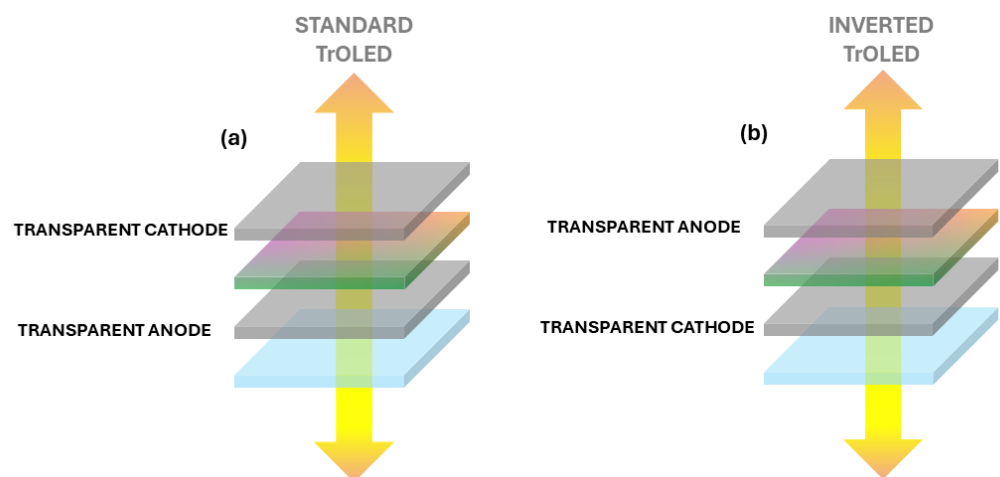 STANDARD
TrOLED
(a)
TRANSPARENT CATHODE
TRANSPARENT ANODE
INVERTED
TrOLED
(b)
TRANSPARENT ANODE
TRANSPARENT CATHODE